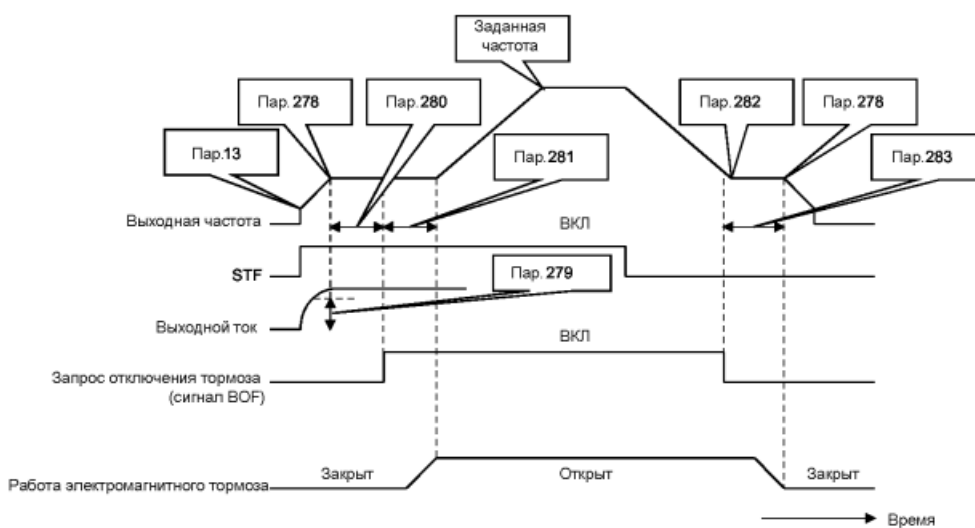 Заданная
частота
Пар.278
Пар.280
Пар.282
Пар.278
Пар.13
Пар.281
Пар.283
Выходная частота
ВКЛ
STF
Пар.279
Выходной ток
ВКЛ
Запрос отключения тормоза
(сигнал BOF)
Работа электромагнитного тормоза
Закрыт
Открыт
Закрыт
Время